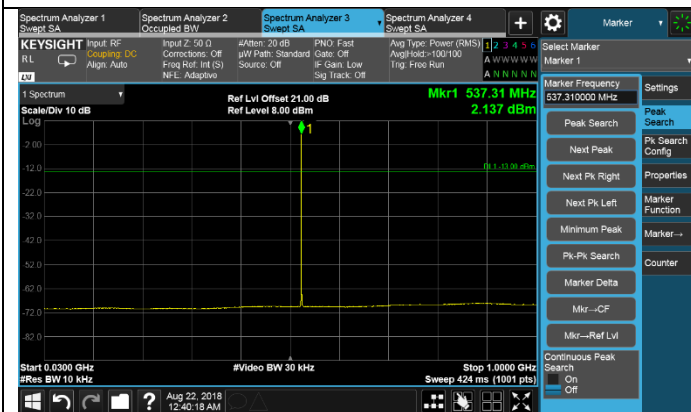 Spectrum Analyzer 1
Swept SA
Spectrum Analyzer 2
Occupied BW
Spectrum Analyzer 3
Swept SA
Spectrum Analyzer 4
Swept SA
+
Marker
KEYSIGHT
RL
LXI
Input: RF
Coupling: DC
Align: Auto
Input Z: 50 Ω
Corrections: Off
Freq Ref: Int (S)
NFE: Adaptive
#Atten: 20 dB
µW Path: Standard
Source: Off
PNO: Fast
Gate: Off
IF Gain: Low
Sig Track: Off
Avg Type: Power (RMS)
Avg|Hold:>100/100
Trig: Free Run
1 2 3 4 5 6
A W W W W W
A N N N N N
Select Marker
Marker 1
1 Spectrum
Scale/Div 10 dB
Log
Ref Lvl Offset 21.00 dB
Ref Level 8.00 dBm
Mkr1 537.31 MHz
2.137 dBm
1
DL1 -13.00 dBm
-2.00
-12.0
-22.0
-32.0
-42.0
-52.0
-62.0
-72.0
-82.0
Start 0.0300 GHz
#Res BW 10 kHz
#Video BW 30 kHz
Stop 1.0000 GHz
Sweep 424 ms (1001 pts)
Marker Frequency
537.310000 MHz
Peak Search
Next Peak
Next Pk Right
Next Pk Left
Minimum Peak
Pk-Pk Search
Marker Delta
Mkr→CF
Mkr→Ref Lvl
Continuous Peak
Search
On
Off
Settings
Peak
Search
Pk Search
Config
Properties
Marker
Function
Marker→
Counter
?
Aug 22, 2018
12:40:18 AM